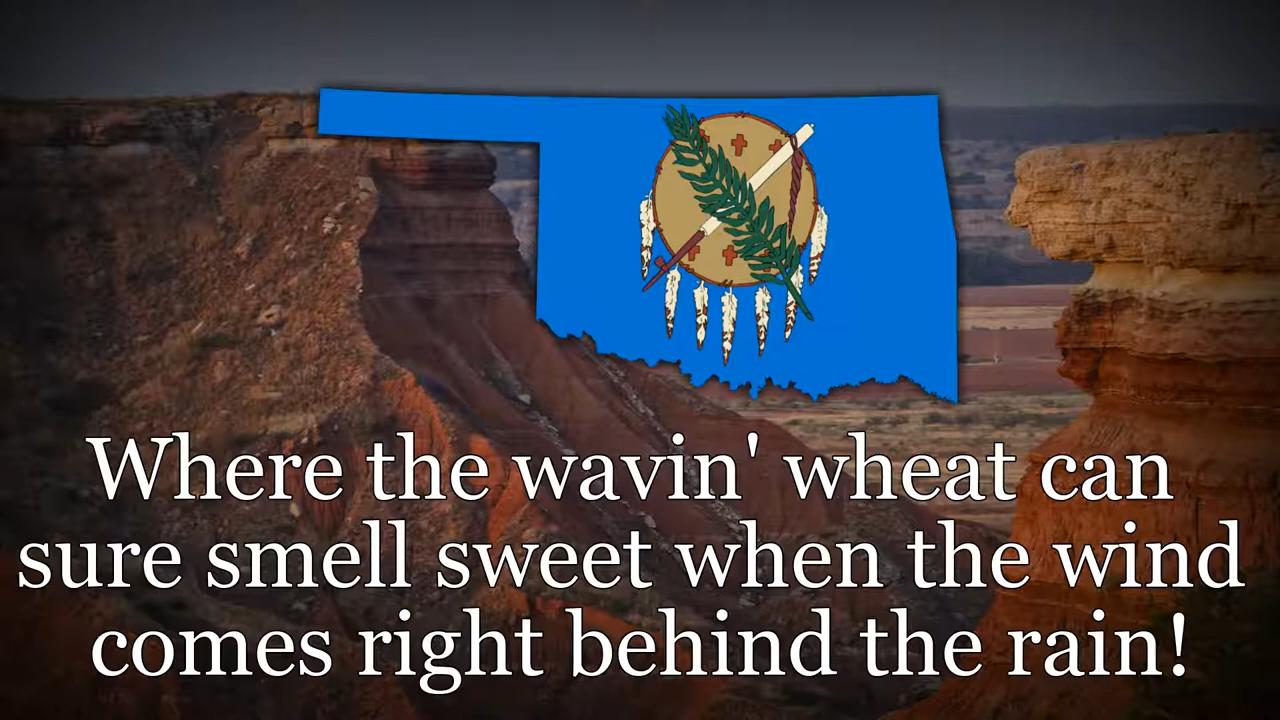 Where the wavin' wheat can
sure smell sweet when the wind
comes right behind the rain!